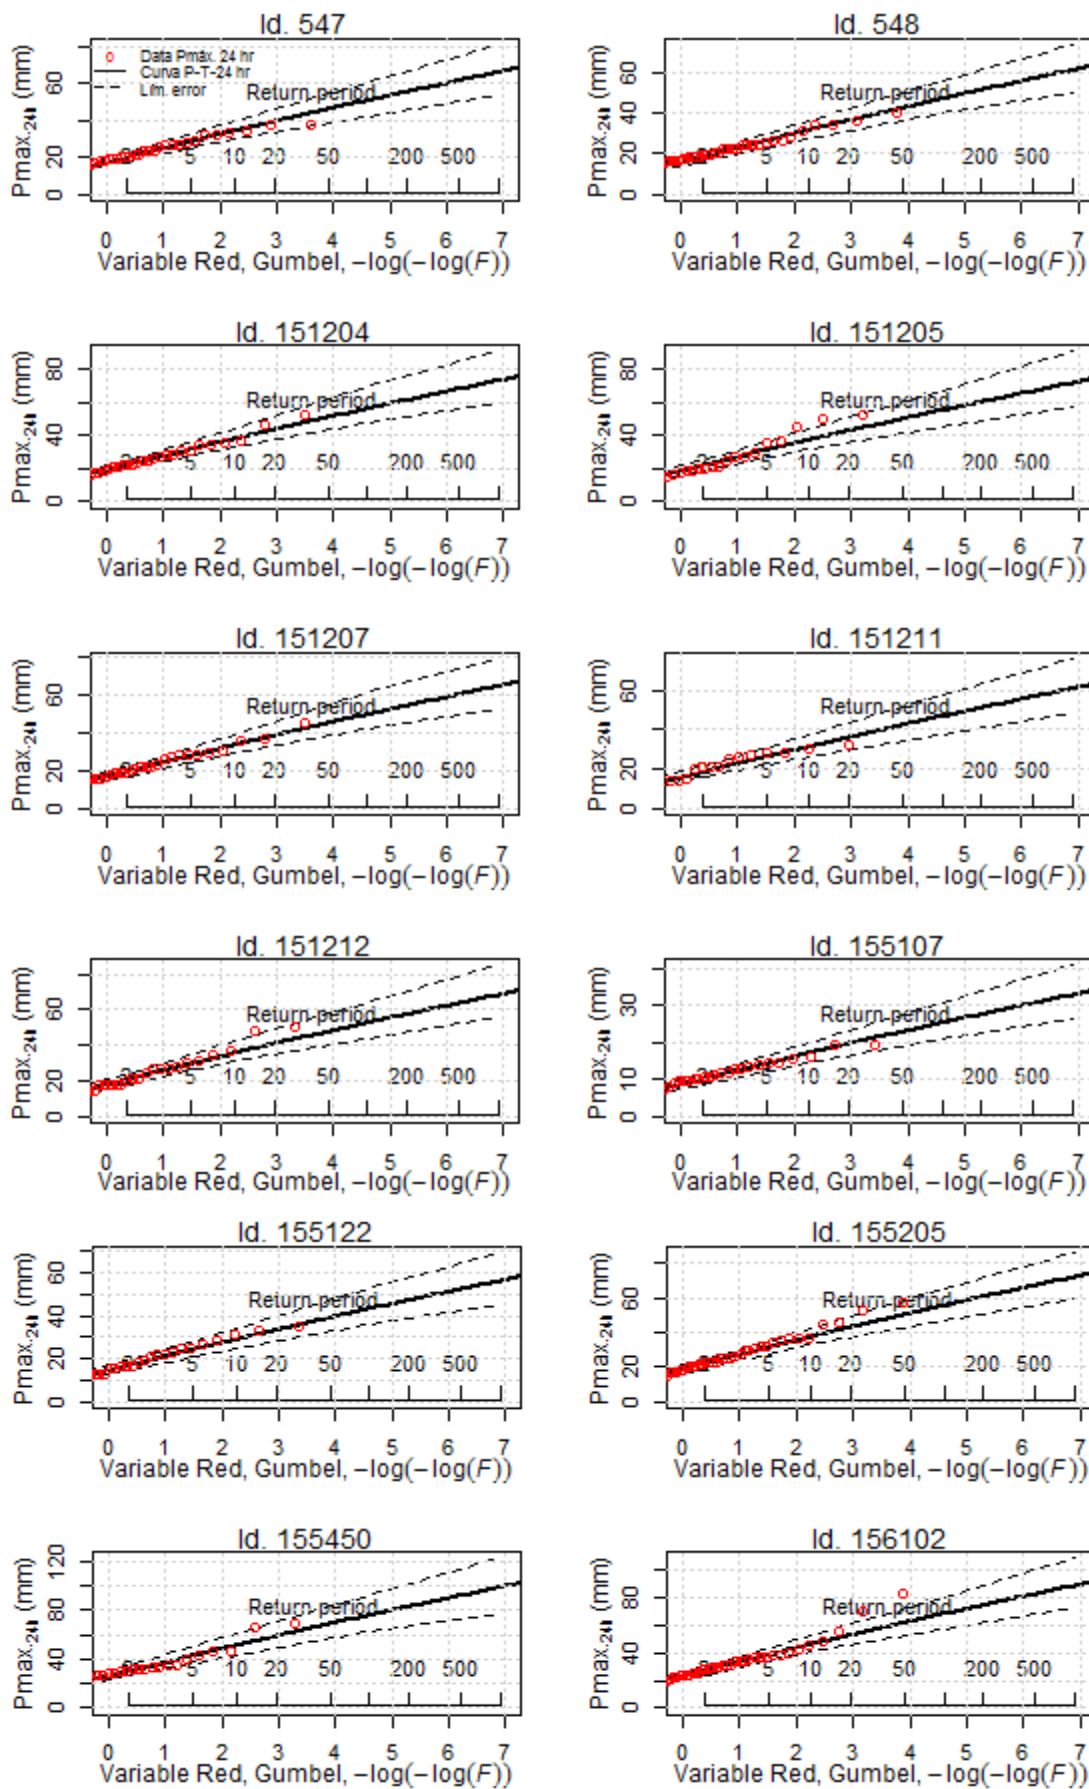 Id. 547
Pmax.24h (mm)
0 20 60
Data Pmáx. 24 hr
Curva P-T-24 hr
Lím. error
Return period
5 10 20 50 200 500
0 1 2 3 4 5 6 7
Variable Red, Gumbel, −log(−log(F))
Id. 548
Pmax.24h (mm)
0 20 40 60
Return period
5 10 20 50 200 500
0 1 2 3 4 5 6 7
Variable Red, Gumbel, −log(−log(F))
Id. 151204
Pmax.24h (mm)
0 40 80
Return period
5 10 20 50 200 500
0 1 2 3 4 5 6 7
Variable Red, Gumbel, −log(−log(F))
Id. 151205
Pmax.24h (mm)
0 40 80
Return period
5 10 20 50 200 500
0 1 2 3 4 5 6 7
Variable Red, Gumbel, −log(−log(F))
Id. 151207
Pmax.24h (mm)
0 20 60
Return period
5 10 20 50 200 500
0 1 2 3 4 5 6 7
Variable Red, Gumbel, −log(−log(F))
Id. 151211
Pmax.24h (mm)
0 20 60
Return period
5 10 20 50 200 500
0 1 2 3 4 5 6 7
Variable Red, Gumbel, −log(−log(F))
Id. 151212
Pmax.24h (mm)
0 20 60
Return period
5 10 20 50 200 500
0 1 2 3 4 5 6 7
Variable Red, Gumbel, −log(−log(F))
Id. 155107
Pmax.24h (mm)
0 10 30
Return period
5 10 20 50 200 500
0 1 2 3 4 5 6 7
Variable Red, Gumbel, −log(−log(F))
Id. 155122
Pmax.24h (mm)
0 20 40 60
Return period
5 10 20 50 200 500
0 1 2 3 4 5 6 7
Variable Red, Gumbel, −log(−log(F))
Id. 155205
Pmax.24h (mm)
0 20 60
Return period
5 10 20 50 200 500
0 1 2 3 4 5 6 7
Variable Red, Gumbel, −log(−log(F))
Id. 155450
Pmax.24h (mm)
0 40 80 120
Return period
5 10 20 50 200 500
0 1 2 3 4 5 6 7
Variable Red, Gumbel, −log(−log(F))
Id. 156102
Pmax.24h (mm)
0 40 80
Return period
5 10 20 50 200 500
0 1 2 3 4 5 6 7
Variable Red, Gumbel, −log(−log(F))